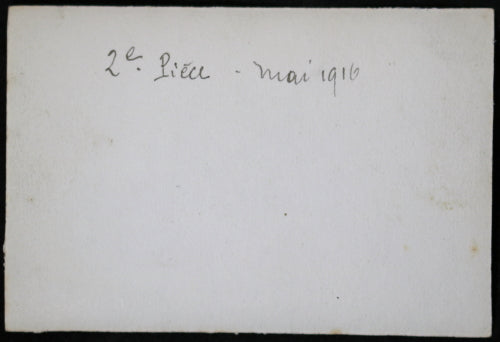 2e. Pièce - mai 1916